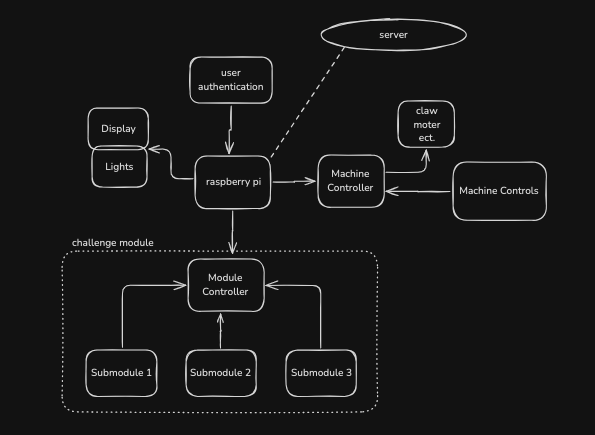 server
user
authentication
claw
moter
ect.
Display
Lights
raspberry pi
Machine
Controller
Machine Controls
challenge module
Module
Controller
Submodule 1
Submodule 2
Submodule 3